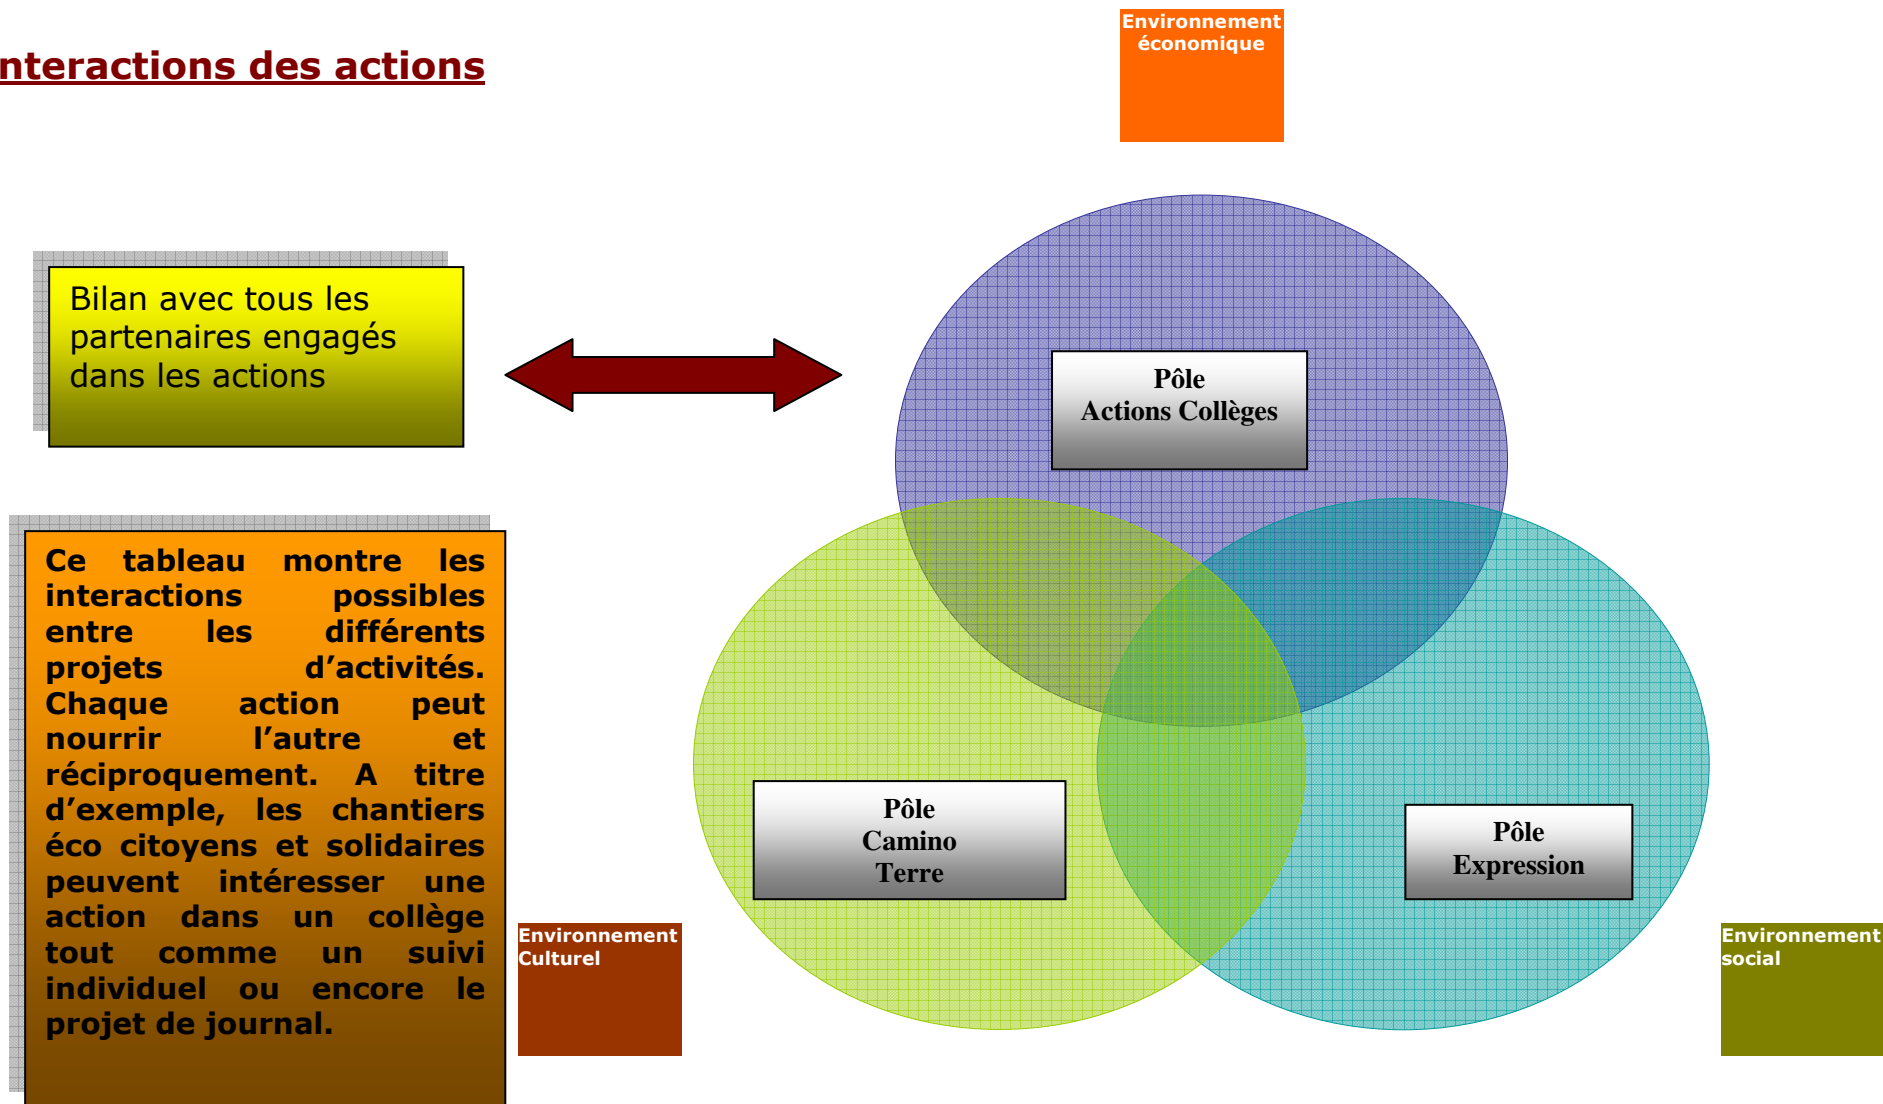 nteractions des actions
Environnement
économique
Bilan avec tous les
partenaires engagés
dans les actions
Pôle
Actions Collèges
Ce tableau montre les
interactions possibles
entre les différents
projets d’activités.
Chaque action peut
nourrir l’autre et
réciproquement. A titre
d’exemple, les chantiers
éco citoyens et solidaires
peuvent intéresser une
action dans un collège
tout comme un suivi
individuel ou encore le
projet de journal.
Pôle
Camino
Terre
Pôle
Expression
Environnement
Culturel
Environnement
social